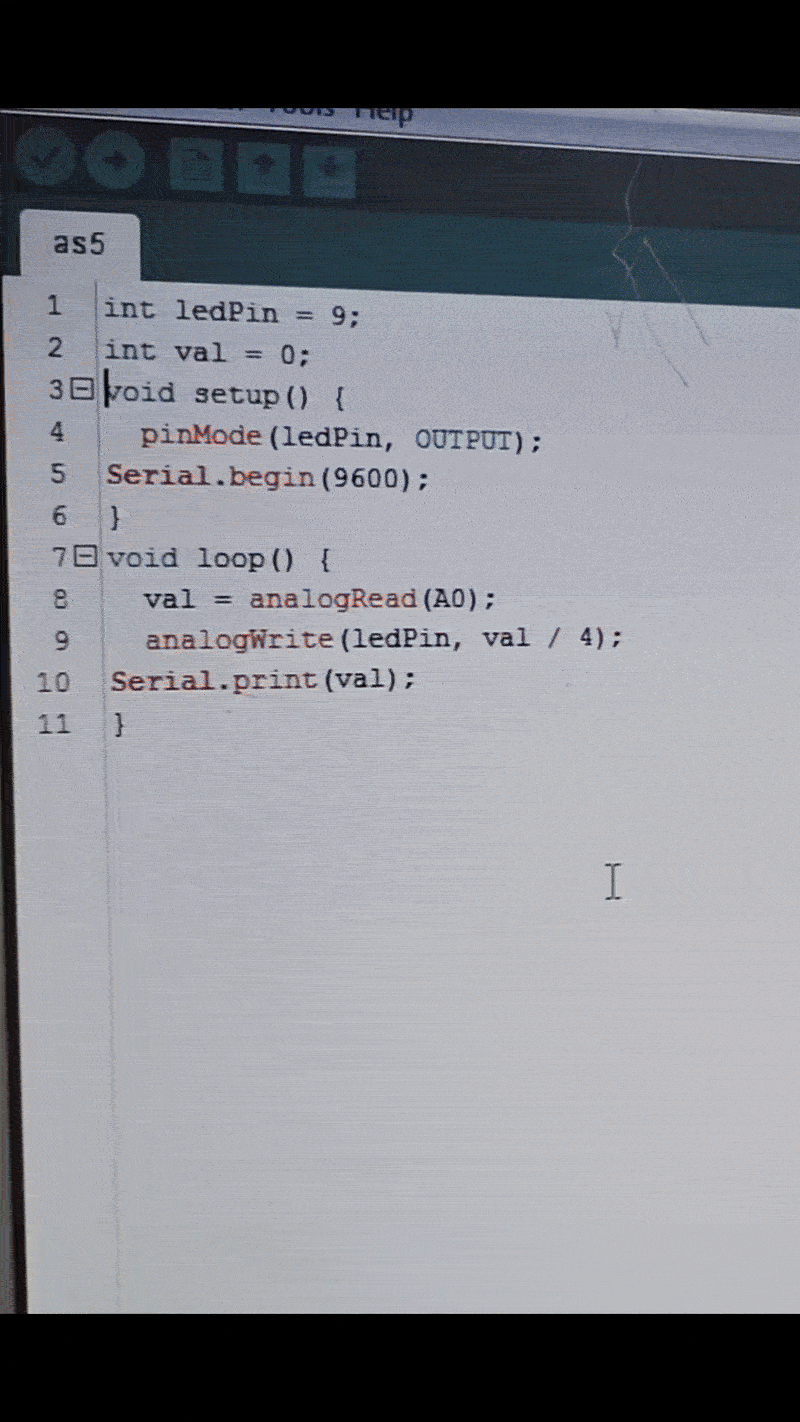 Tools Help
as5
1 int ledPin = 9;
2 int val = 0;
3 void setup() {
4   pinMode(ledPin, OUTPUT);
5 Serial.begin(9600);
6 }
7 void loop() {
8   val = analogRead(A0);
9   analogWrite(ledPin, val / 4);
10 Serial.print(val);
11 }